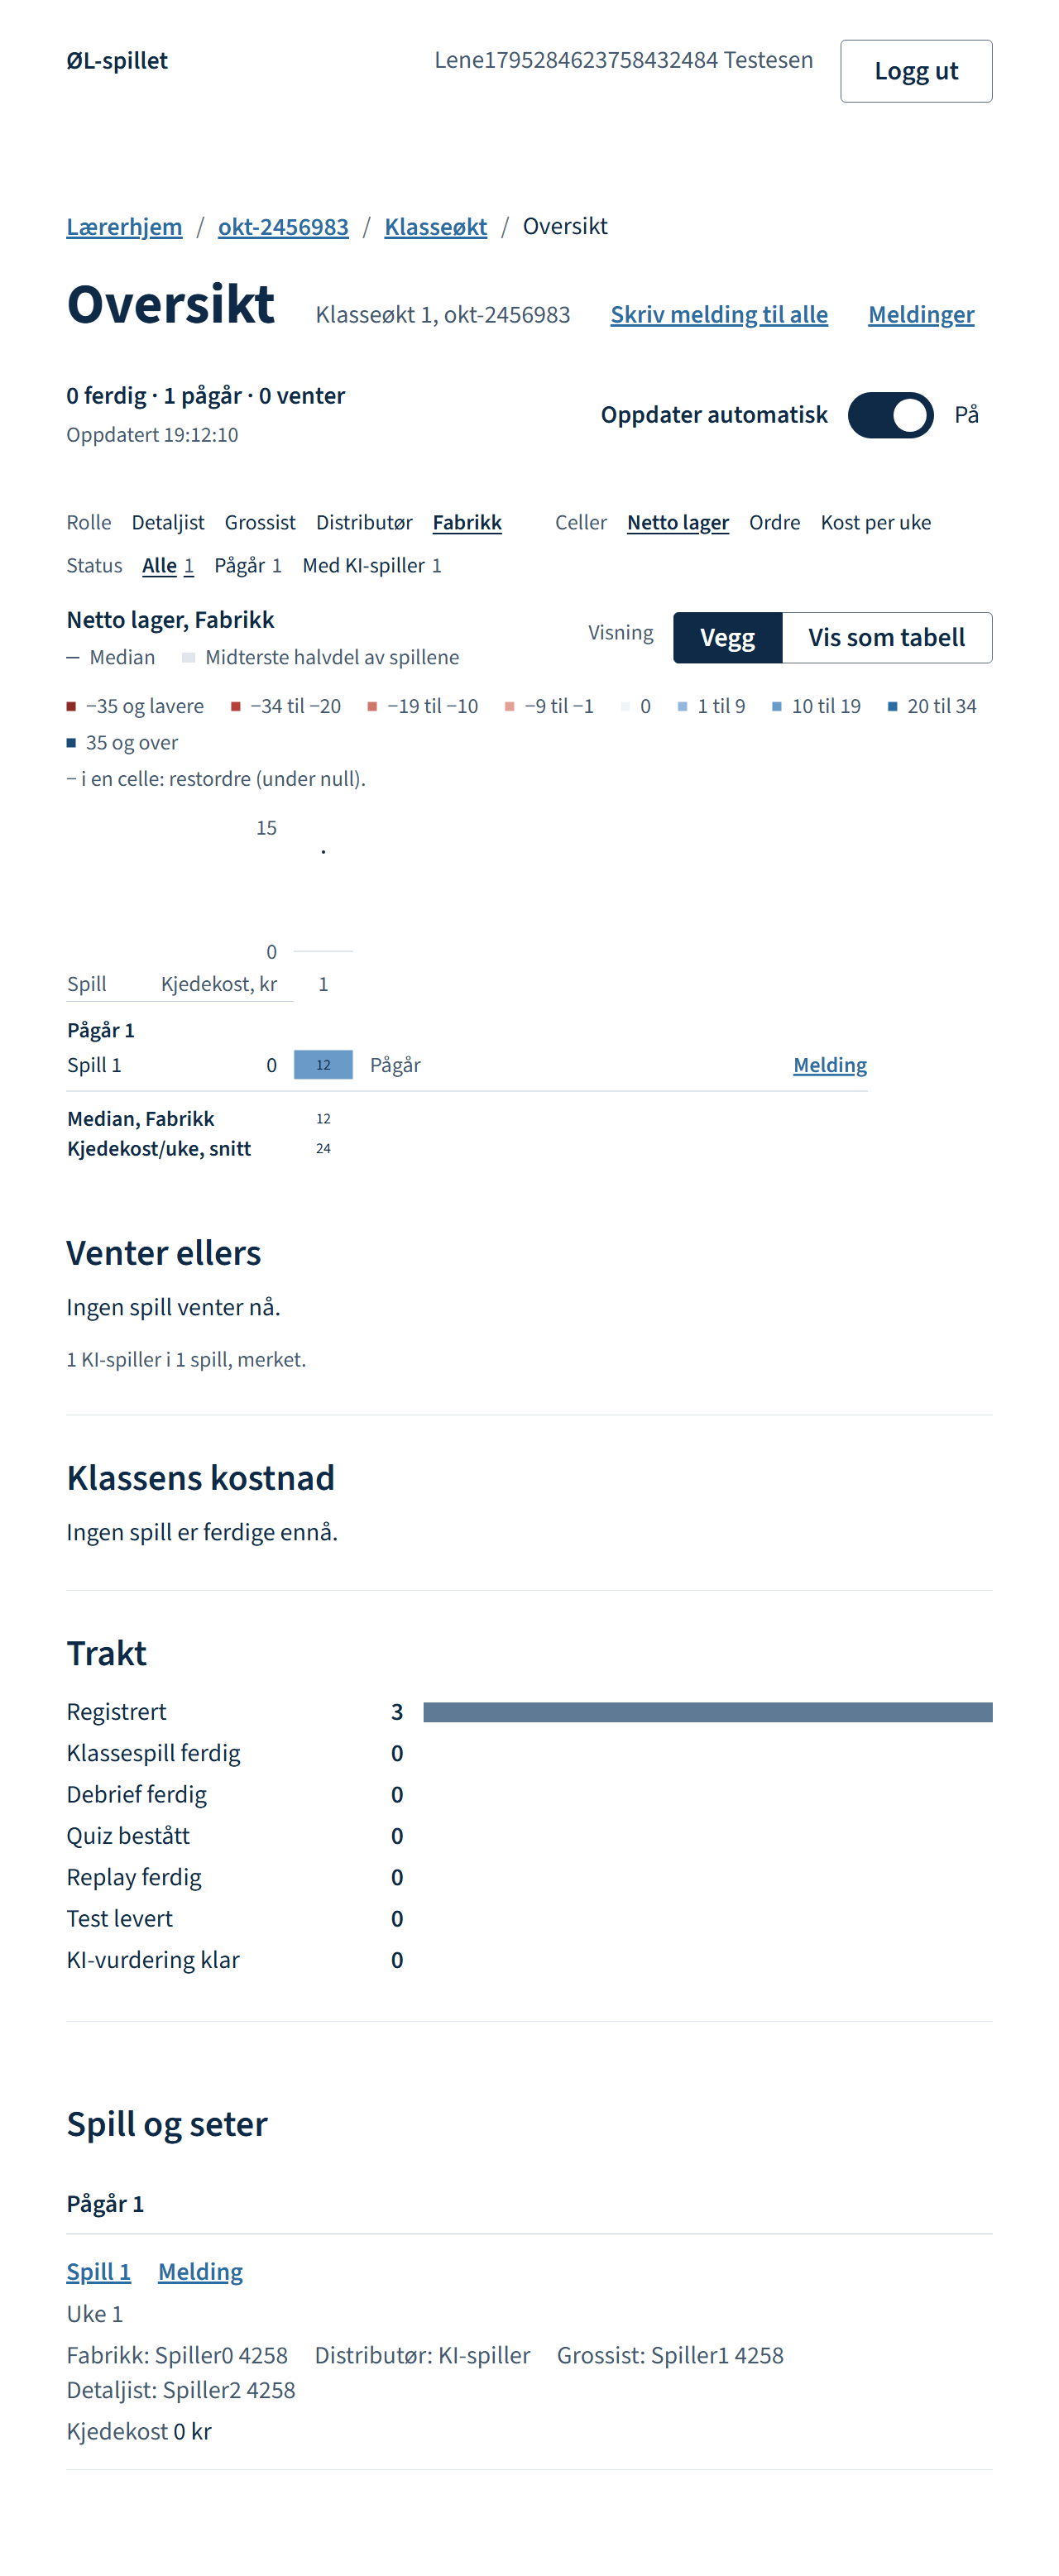 ØL-spillet Lene1795284623758432484 Testesen Logg ut
Lærerhjem / okt-2456983 / Klasseøkt / Oversikt
Oversikt Klasseøkt 1, okt-2456983 Skriv melding til alle Meldinger
0 ferdig · 1 pågår · 0 venter
Oppdatert 19:12:10
Oppdater automatisk På
Rolle Detaljist Grossist Distributør Fabrikk Celler Netto lager Ordre Kost per uke
Status Alle 1 Pågår 1 Med KI-spiller 1
Netto lager, Fabrikk
Median Midterste halvdel av spillene
Visning Vegg Vis som tabell
−35 og lavere −34 til −20 −19 til −10 −9 til −1 0 1 til 9 10 til 19 20 til 34
35 og over
− i en celle: restordre (under null).
15
0
Spill Kjedekost, kr 1
Pågår 1
Spill 1 0 12 Pågår Melding
Median, Fabrikk 12
Kjedekost/uke, snitt 24
Venter ellers
Ingen spill venter nå.
1 KI-spiller i 1 spill, merket.
Klassens kostnad
Ingen spill er ferdige ennå.
Trakt
Registrert 3
Klassespill ferdig 0
Debrief ferdig 0
Quiz bestått 0
Replay ferdig 0
Test levert 0
KI-vurdering klar 0
Spill og seter
Pågår 1
Spill 1 Melding
Uke 1
Fabrikk: Spiller0 4258 Distributør: KI-spiller Grossist: Spiller1 4258
Detaljist: Spiller2 4258
Kjedekost 0 kr